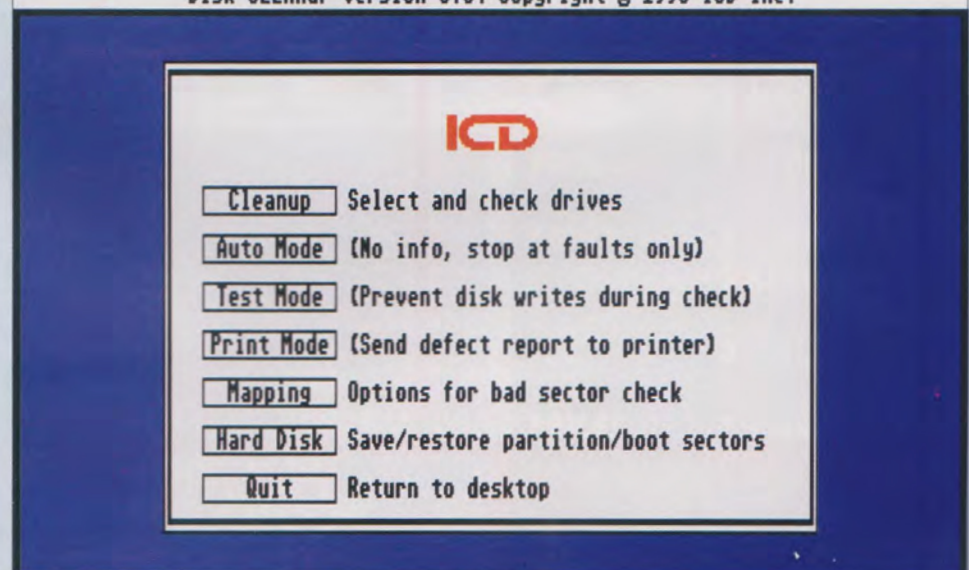 ICD
Cleanup Select and check drives
Auto Mode (No info, stop at faults only)
Test Mode (Prevent disk writes during check)
Print Mode (Send defect report to printer)
Mapping Options for bad sector check
Hard Disk Save/restore partition/boot sectors
Quit Return to desktop